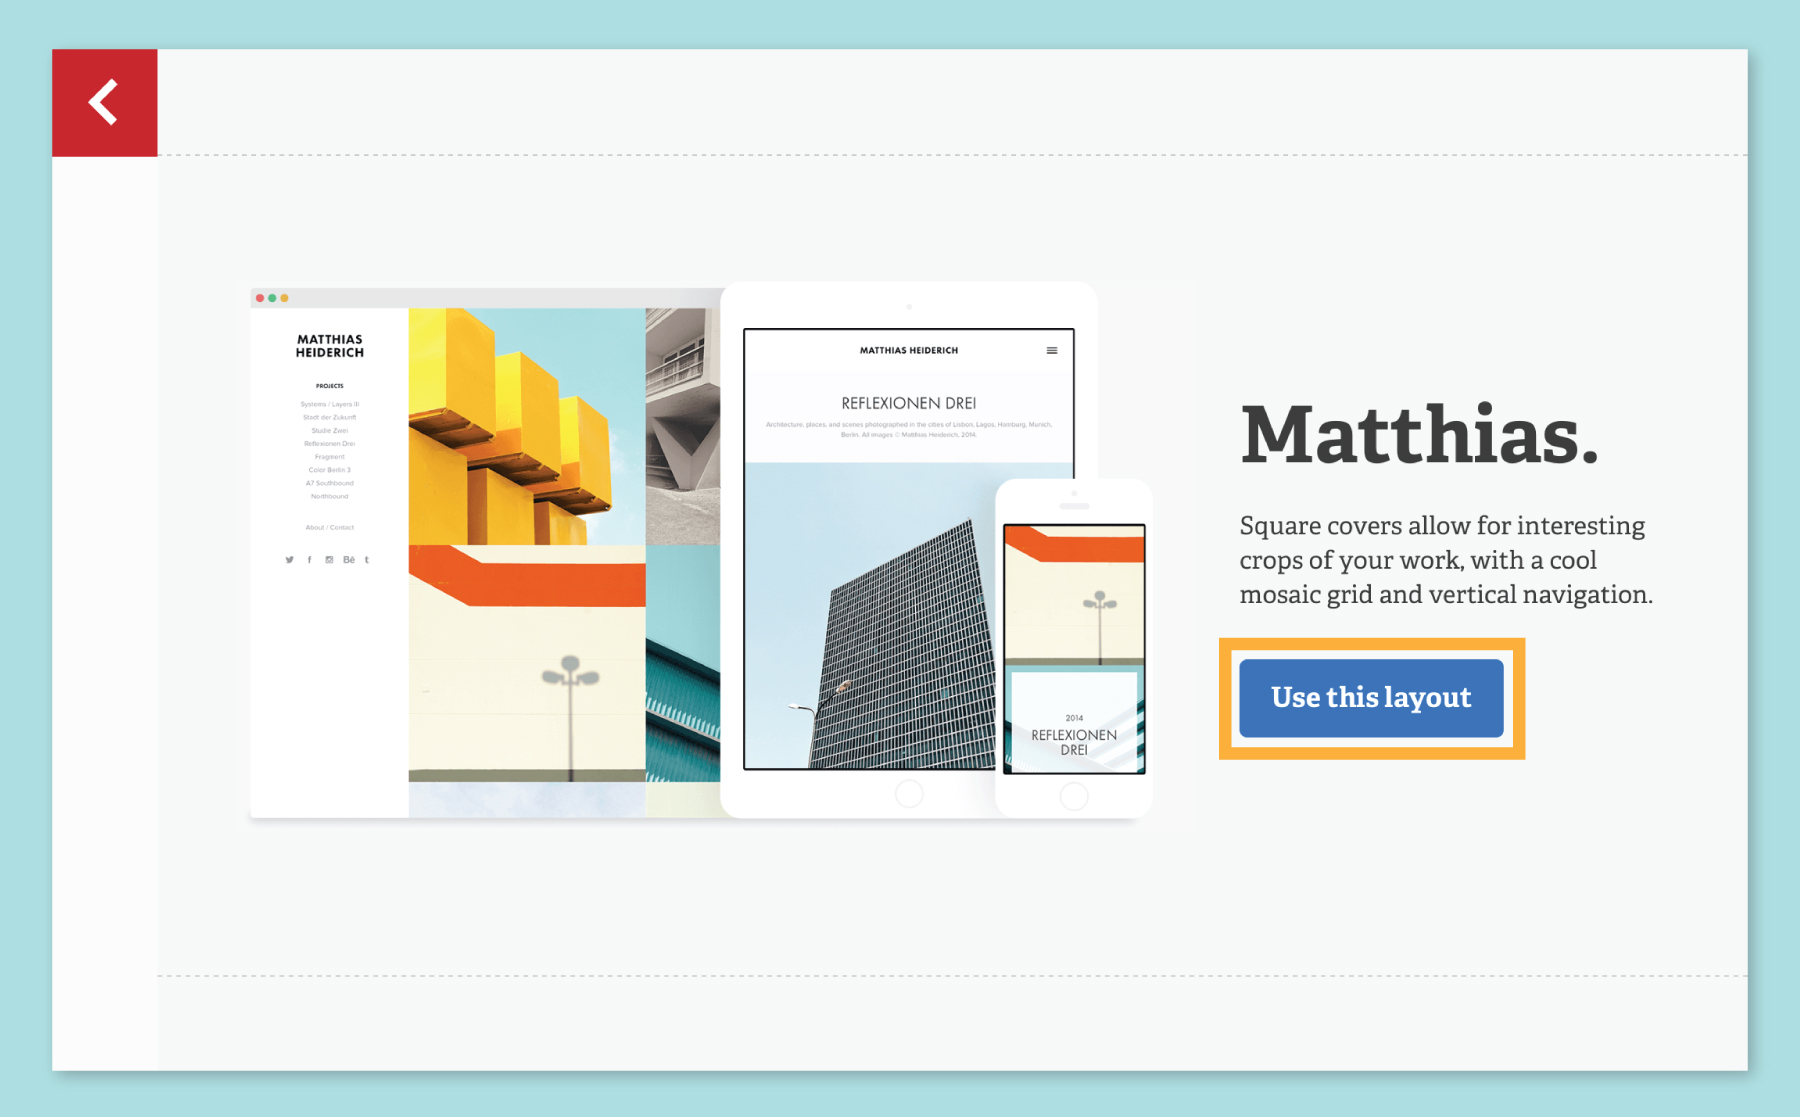 MATTHIAS
HEIDERICH
PROJECTS
Systems / Layers III
Stadt der Zukunft
Studie Zwei
Reflexionen Drei
Fragment
Color Berlin 3
A7 Southbound
Northbound
About / Contact
Bē
MATTHIAS HEIDERICH
REFLEXIONEN DREI
Architecture, places, and scenes photographed in the cities of Lisbon, Lagos, Hamburg, Munich,
Berlin. All images © Matthias Heiderich, 2014.
2014
REFLEXIONEN
DREI
Matthias.
Square covers allow for interesting
crops of your work, with a cool
mosaic grid and vertical navigation.
Use this layout